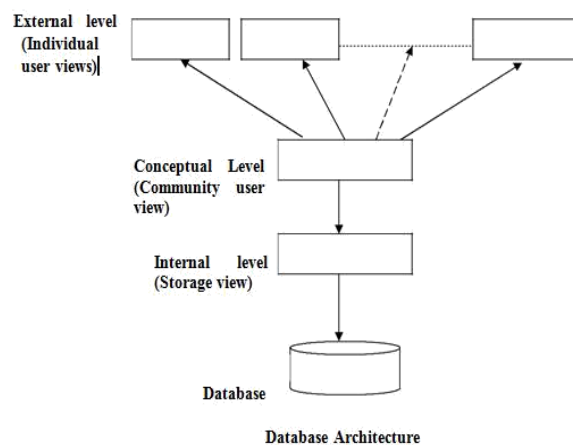 External level
(Individual
user views)
Conceptual Level
(Community user
view)
Internal level
(Storage view)
Database
Database Architecture